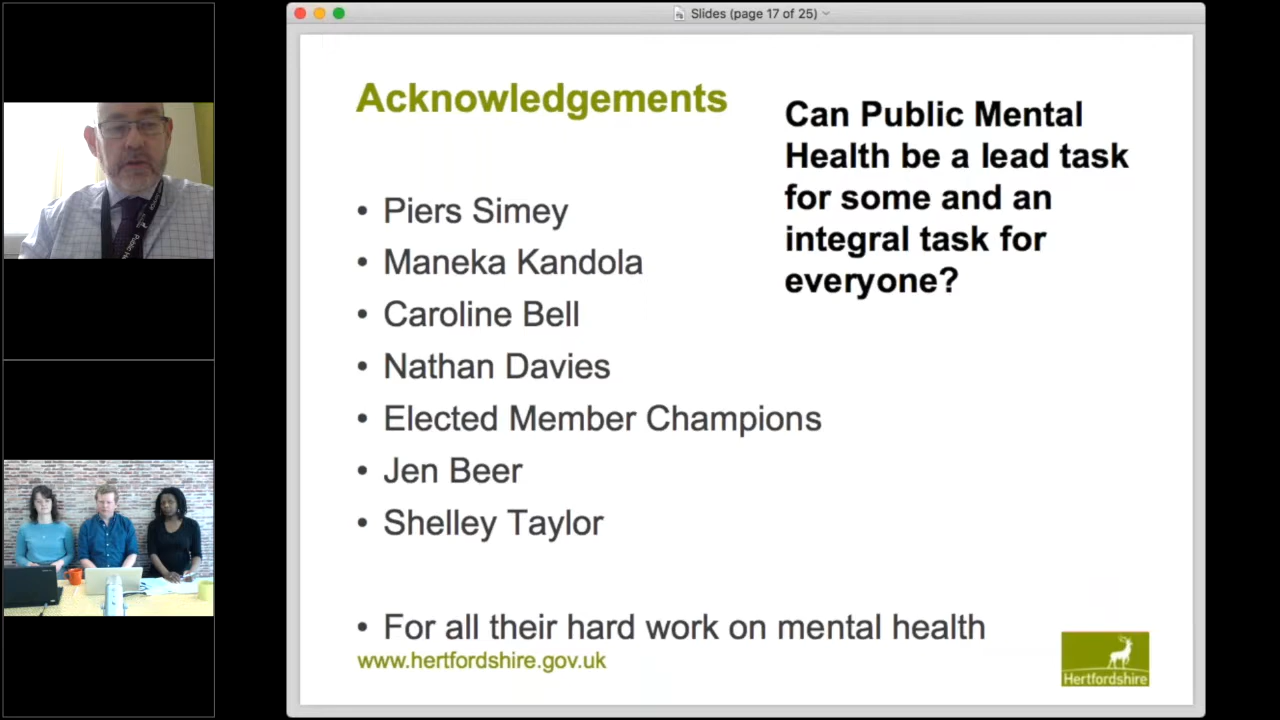 Slides (page 17 of 25)
Acknowledgements
Can Public Mental
Health be a lead task
for some and an
integral task for
everyone?
• Piers Simey
• Maneka Kandola
• Caroline Bell
• Nathan Davies
• Elected Member Champions
• Jen Beer
• Shelley Taylor
• For all their hard work on mental health
www.hertfordshire.gov.uk
Hertfordshire